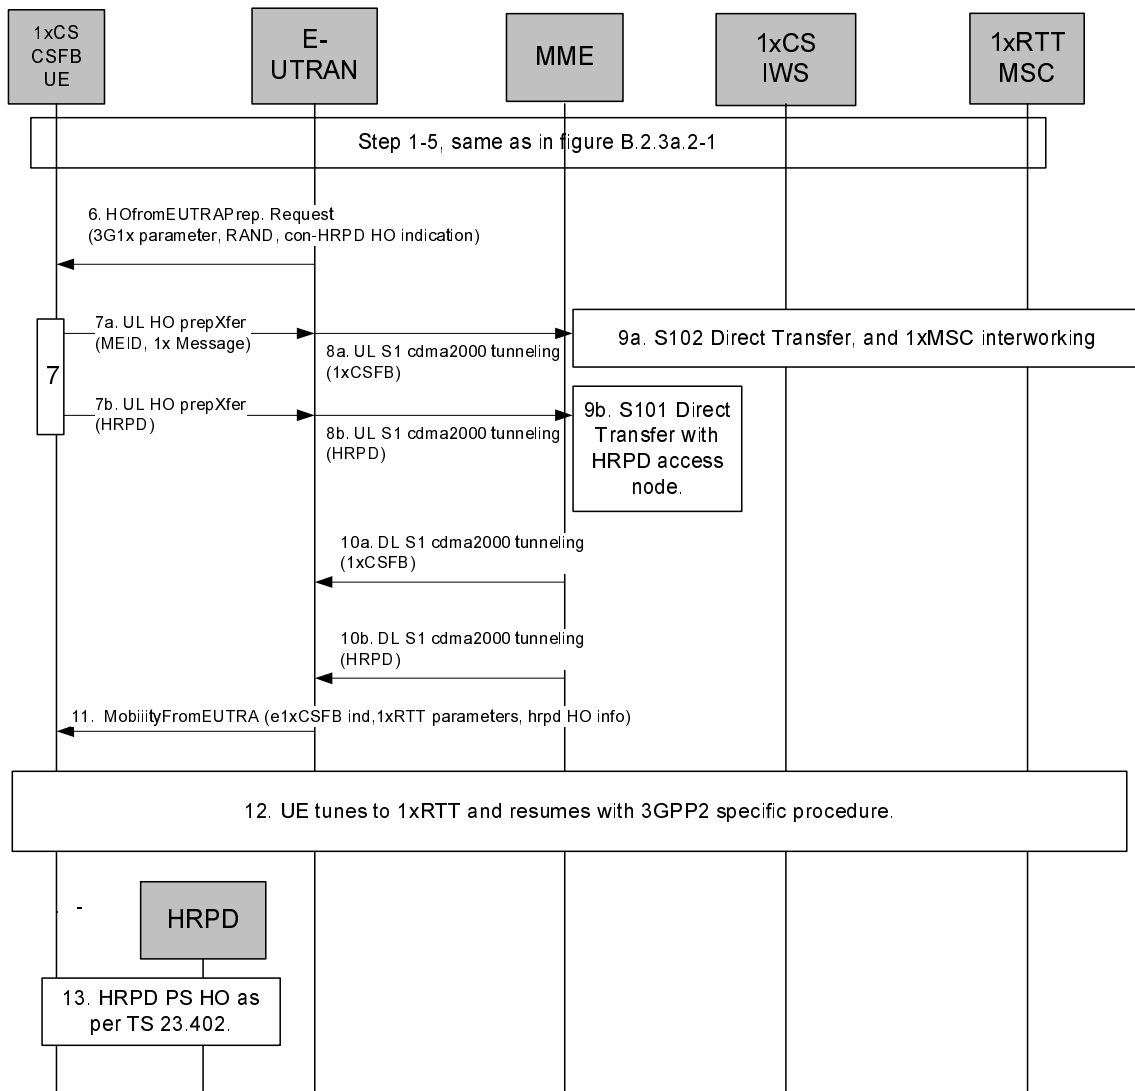 1xCS
CSFB
UE
E-
UTRAN
MME
1xCS
IWS
1xRTT
MSC
Step 1-5, same as in figure B.2.3a.2-1
6. HOfromEUTRAPrep. Request
(3G1x parameter, RAND, con-HRPD HO indication)
7
7a. UL HO prepXfer
(MEID, 1x Message)
8a. UL S1 cdma2000 tunneling
(1xCSFB)
9a. S102 Direct Transfer, and 1xMSC interworking
7b. UL HO prepXfer
(HRPD)
8b. UL S1 cdma2000 tunneling
(HRPD)
9b. S101 Direct
Transfer with
HRPD access
node.
10a. DL S1 cdma2000 tunneling
(1xCSFB)
10b. DL S1 cdma2000 tunneling
(HRPD)
11. MobiiityFromEUTRA (e1xCSFB ind,1xRTT parameters, hrpd HO info)
12. UE tunes to 1xRTT and resumes with 3GPP2 specific procedure.
. -
HRPD
13. HRPD PS HO as
per TS 23.402.